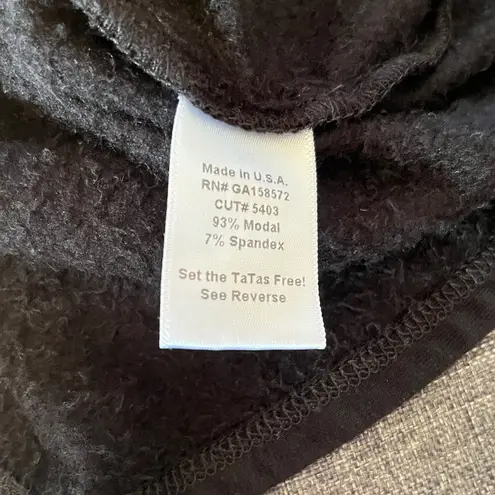 Made in U.S.A.
RN# GA158572
CUT# 5403
93% Modal
7% Spandex
Set the TaTas Free!
See Reverse